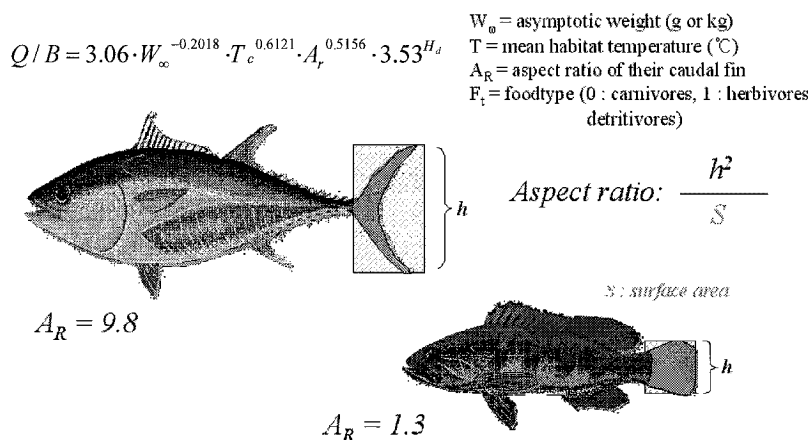 Q / B = 3.06 · W∞^-0.2018 · Tc^0.6121 · Ar^0.5156 · 3.53^Hd
Wω = asymptotic weight (g or kg)
T = mean habitat temperature (℃)
AR = aspect ratio of their caudal fin
Ft = foodtype (0 : carnivores, 1 : herbivores
detritivores)
h
Aspect ratio: h²
S
S : surface area
AR = 9.8
h
AR = 1.3